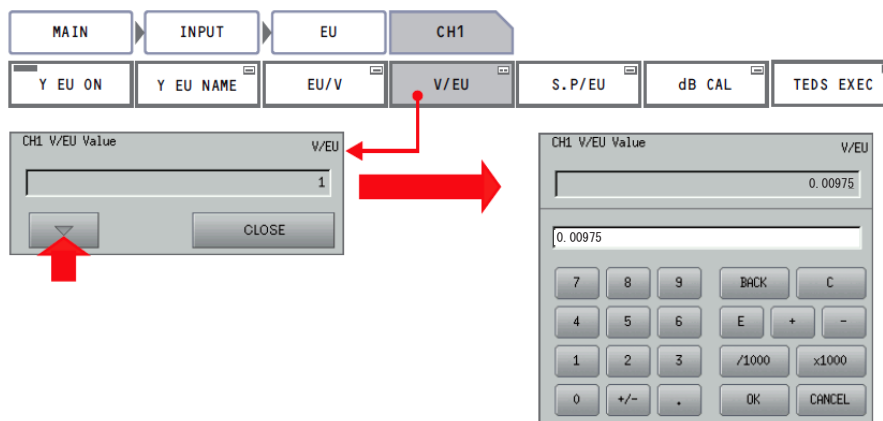 MAIN INPUT EU CH1
Y EU ON Y EU NAME EU/V V/EU S.P/EU dB CAL TEDS EXEC
CH1 V/EU Value V/EU
1
CLOSE
CH1 V/EU Value V/EU
0.00975
0.00975
7 8 9 BACK C
4 5 6 E + -
1 2 3 /1000 x1000
0 +/- . OK CANCEL